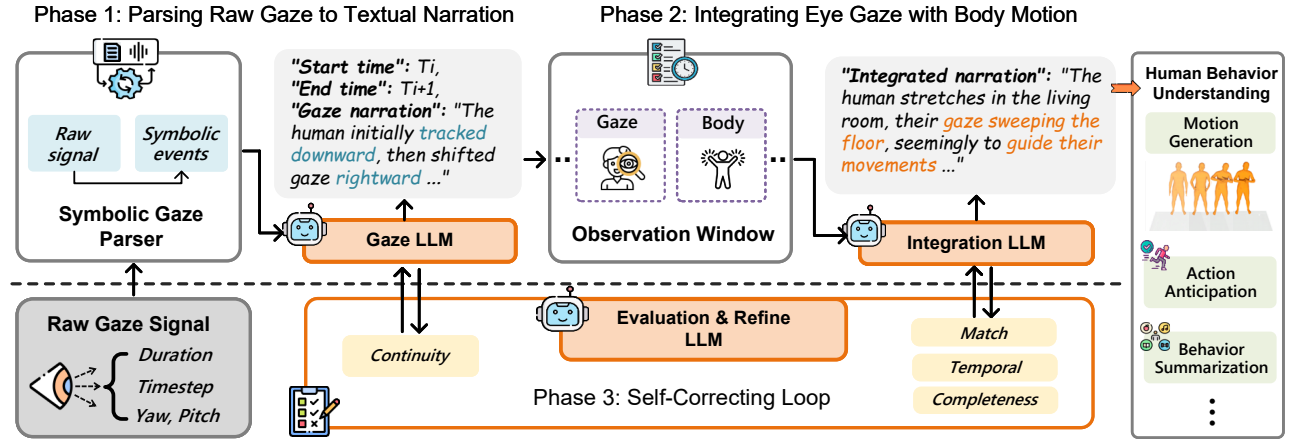 Phase 1: Parsing Raw Gaze to Textual Narration
Phase 2: Integrating Eye Gaze with Body Motion
Raw
signal
Symbolic
events
Symbolic Gaze
Parser
"Start time": Ti,
"End time": Ti+1,
"Gaze narration": "The
human initially tracked
downward, then shifted
gaze rightward ..."
Gaze LLM
Gaze
Body
Observation Window
"Integrated narration": "The
human stretches in the living
room, their gaze sweeping the
floor, seemingly to guide their
movements ..."
Integration LLM
Human Behavior
Understanding
Motion
Generation
Action
Anticipation
Behavior
Summarization
Raw Gaze Signal
Duration
Timestep
Yaw, Pitch
Continuity
Evaluation & Refine
LLM
Match
Temporal
Completeness
Phase 3: Self-Correcting Loop